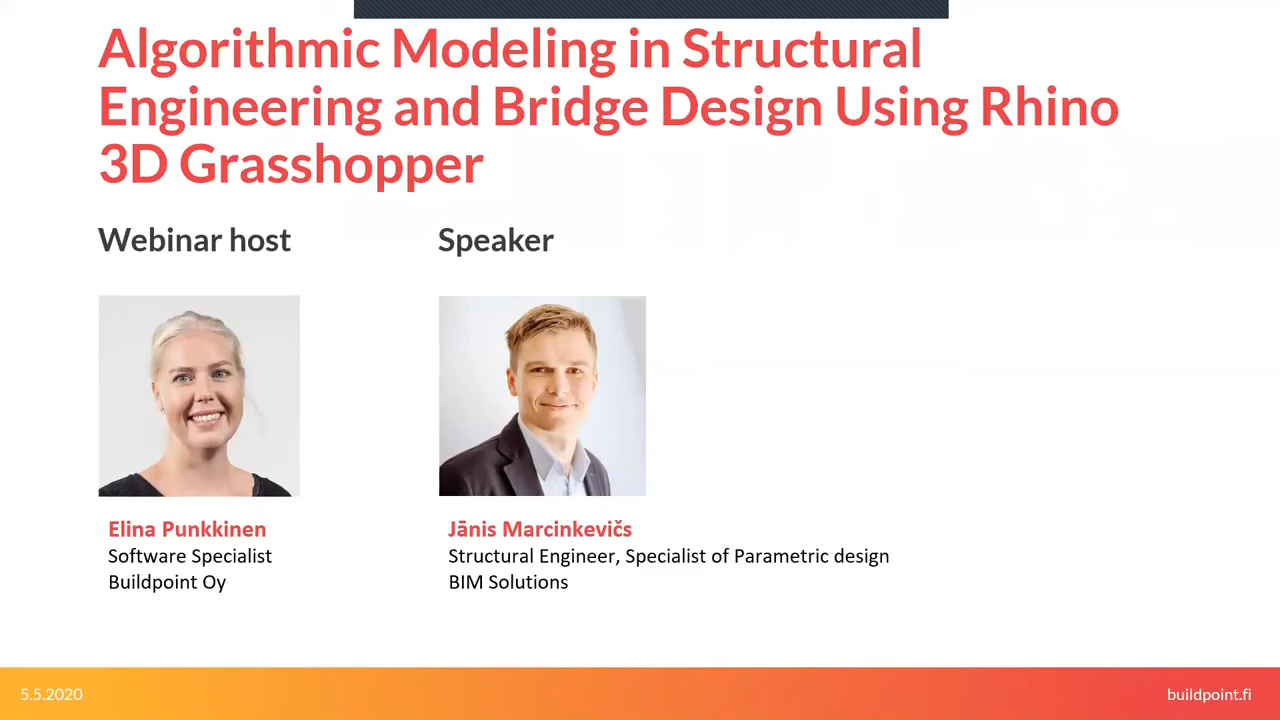 Algorithmic Modeling in Structural
Engineering and Bridge Design Using Rhino
3D Grasshopper
Webinar host
Speaker
Elina Punkkinen
Software Specialist
Buildpoint Oy
Jānis Marcinkevičs
Structural Engineer, Specialist of Parametric design
BIM Solutions
5.5.2020
buildpoint.fi